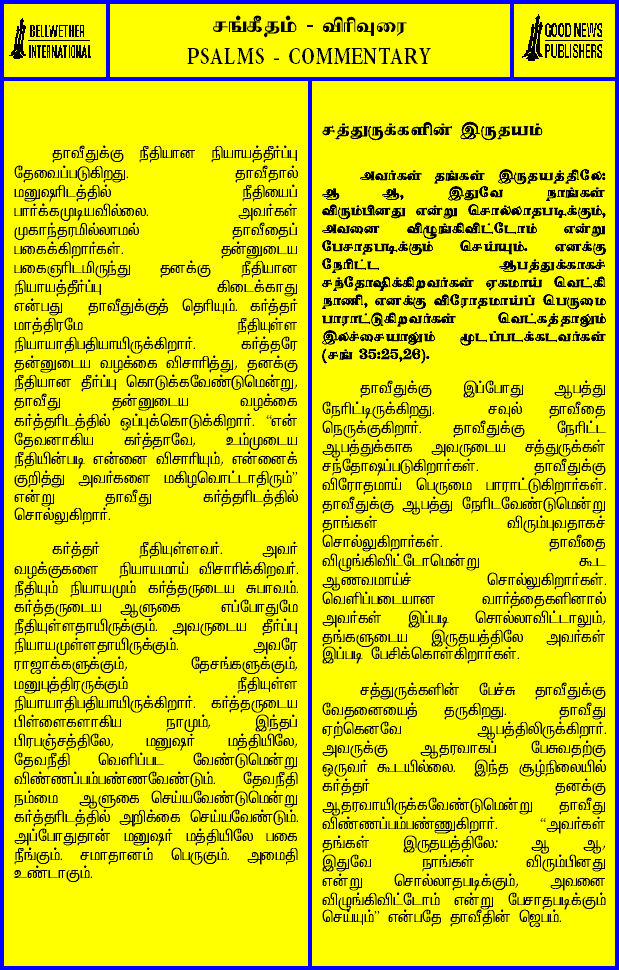 BELLWETHER
INTERNATIONAL
சங்கீதம் - விரிவுரை
PSALMS - COMMENTARY
GOOD NEWS
PUBLISHERS
தாவீதுக்கு நீதியான நியாயத்தீர்ப்பு
தேவைப்படுகிறது. தாவீதால்
மனுஷரிடத்தில் நீதியைப்
பார்க்கமுடியவில்லை. அவர்கள்
முகாந்தரமில்லாமல் தாவீதைப்
பகைக்கிறார்கள். தன்னுடைய
பகைஞரிடமிருந்து தனக்கு நீதியான
நியாயத்தீர்ப்பு கிடைக்காது
என்பது தாவீதுக்குத் தெரியும். கர்த்தர்
மாத்திரமே நீதியுள்ள
நியாயாதிபதியாயிருக்கிறார். கர்த்தரே
தன்னுடைய வழக்கை விசாரித்து, தனக்கு
நீதியான தீர்ப்பு கொடுக்கவேண்டுமென்று,
தாவீது தன்னுடைய வழக்கை
கர்த்தரிடத்தில் ஒப்புக்கொடுக்கிறார். “என்
தேவனாகிய கர்த்தாவே, உம்முடைய
நீதியின்படி என்னை விசாரியும், என்னைக்
குறித்து அவர்களை மகிழவொட்டாதிரும்”
என்று தாவீது கர்த்தரிடத்தில்
சொல்லுகிறார்.
கர்த்தர் நீதியுள்ளவர். அவர்
வழக்குகளை நியாயமாய் விசாரிக்கிறவர்.
நீதியும் நியாயமும் கர்த்தருடைய சுபாவம்.
கர்த்தருடைய ஆளுகை எப்போதுமே
நீதியுள்ளதாயிருக்கும். அவருடைய தீர்ப்பு
நியாயமுள்ளதாயிருக்கும். அவரே
ராஜாக்களுக்கும், தேசங்களுக்கும்,
மனுபுத்திரருக்கும் நீதியுள்ள
நியாயாதிபதியாயிருக்கிறார். கர்த்தருடைய
பிள்ளைகளாகிய நாமும், இந்தப்
பிரபஞ்சத்திலே, மனுஷர் மத்தியிலே,
தேவநீதி வெளிப்பட வேண்டுமென்று
விண்ணப்பம்பண்ணவேண்டும். தேவநீதி
நம்மை ஆளுகை செய்யவேண்டுமென்று
கர்த்தரிடத்தில் அறிக்கை செய்யவேண்டும்.
அப்போதுதான் மனுஷர் மத்தியிலே பகை
நீங்கும். சமாதானம் பெருகும். அமைதி
உண்டாகும்.
சத்துருக்களின் இருதயம்
அவர்கள் தங்கள் இருதயத்திலே:
ஆ ஆ, இதுவே நாங்கள்
விரும்பினது என்று சொல்லாதபடிக்கும்,
அவனை விழுங்கிவிட்டோம் என்று
பேசாதபடிக்கும் செய்யும். எனக்கு
நேரிட்ட ஆபத்துக்காகச்
சந்தோஷிக்கிறவர்கள் ஏகமாய் வெட்கி
நாணி, எனக்கு விரோதமாய்ப் பெருமை
பாராட்டுகிறவர்கள் வெட்கத்தாலும்
இலச்சையாலும் மூடப்படக்கடவர்கள்
(சங் 35:25,26).
தாவீதுக்கு இப்போது ஆபத்து
நேரிட்டிருக்கிறது. சவுல் தாவீதை
நெருக்குகிறார். தாவீதுக்கு நேரிட்ட
ஆபத்துக்காக அவருடைய சத்துருக்கள்
சந்தோஷப்படுகிறார்கள். தாவீதுக்கு
விரோதமாய் பெருமை பாராட்டுகிறார்கள்.
தாவீதுக்கு ஆபத்து நேரிடவேண்டுமென்று
தாங்கள் விரும்புவதாகச்
சொல்லுகிறார்கள். தாவீதை
விழுங்கிவிட்டோமென்று கூட
ஆணவமாய்ச் சொல்லுகிறார்கள்.
வெளிப்படையான வார்த்தைகளினால்
அவர்கள் இப்படி சொல்லாவிட்டாலும்,
தங்களுடைய இருதயத்திலே அவர்கள்
இப்படி பேசிக்கொள்கிறார்கள்.
சத்துருக்களின் பேச்சு தாவீதுக்கு
வேதனையைத் தருகிறது. தாவீது
ஏற்கெனவே ஆபத்திலிருக்கிறார்.
அவருக்கு ஆதரவாகப் பேசுவதற்கு
ஒருவர் கூடயில்லை. இந்த சூழ்நிலையில்
கர்த்தர் தனக்கு
ஆதரவாயிருக்கவேண்டுமென்று தாவீது
விண்ணப்பம்பண்ணுகிறார். “அவர்கள்
தங்கள் இருதயத்திலே: ஆ ஆ,
இதுவே நாங்கள் விரும்பினது
என்று சொல்லாதபடிக்கும், அவனை
விழுங்கிவிட்டோம் என்று பேசாதபடிக்கும்
செய்யும்” என்பதே தாவீதின் ஜெபம்.